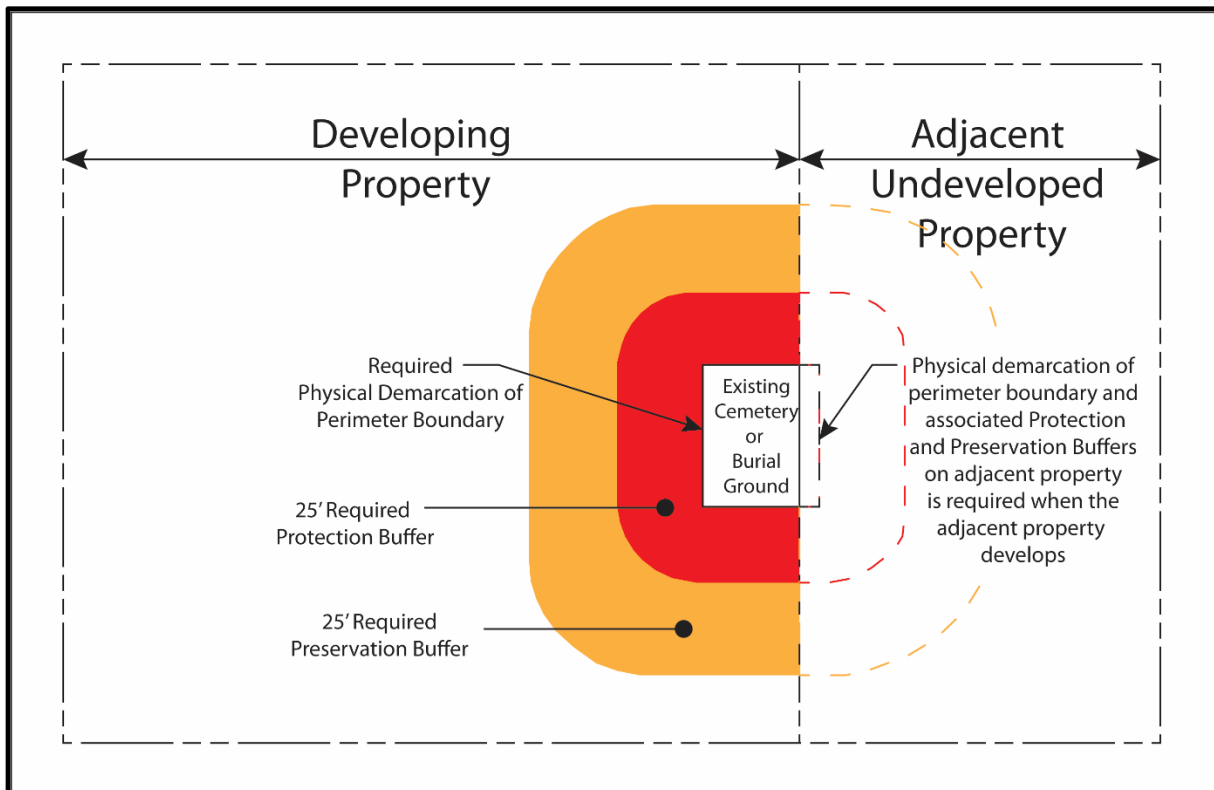 Developing
Property
Adjacent
Undeveloped
Property
Required
Physical Demarcation of
Perimeter Boundary
25' Required
Protection Buffer
25' Required
Preservation Buffer
Existing
Cemetery
or
Burial
Ground
Physical demarcation of
perimeter boundary and
associated Protection
and Preservation Buffers
on adjacent property
is required when the
adjacent property
develops